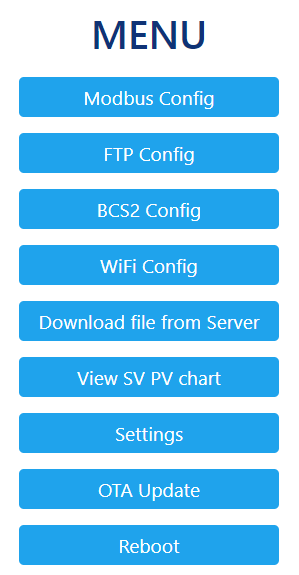 MENU
Modbus Config
FTP Config
BCS2 Config
WiFi Config
Download file from Server
View SV PV chart
Settings
OTA Update
Reboot